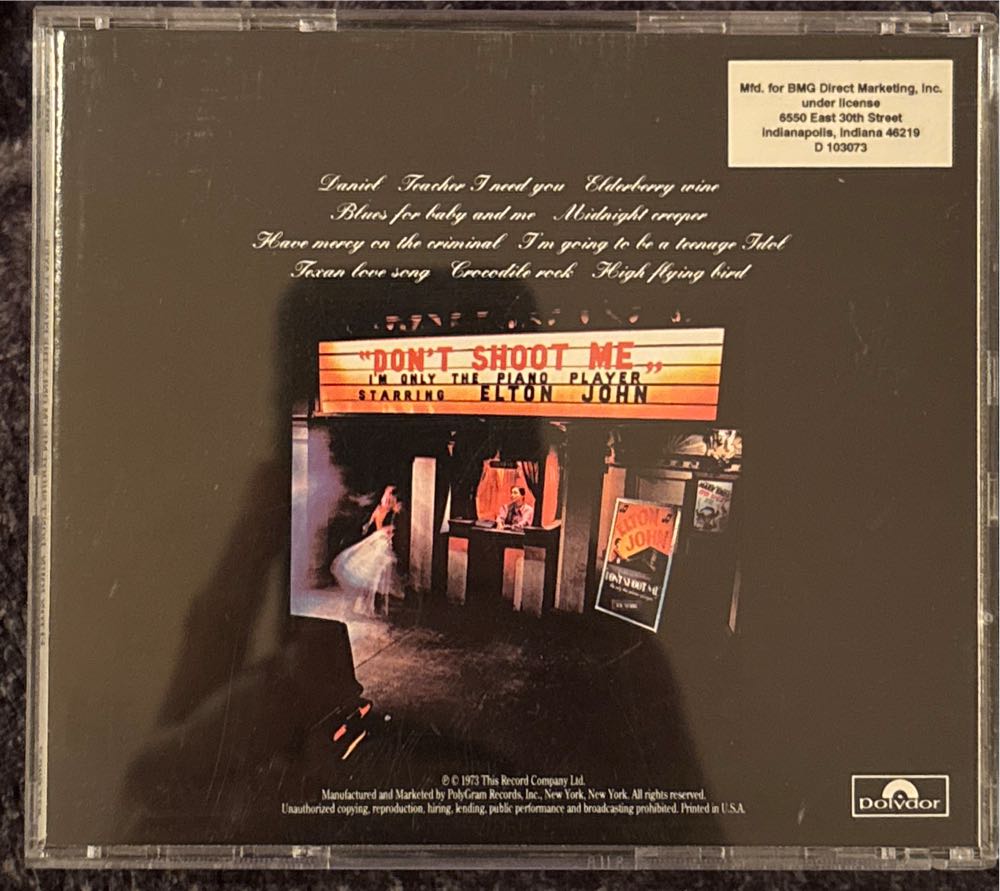 Mfd. for BMG Direct Marketing, Inc.
under license
6550 East 30th Street
Indianapolis, Indiana 46219
D 103073
Daniel Teacher I need you Elderberry wine
Blues for baby and me Midnight creeper
Have mercy on the criminal I'm going to be a teenage Idol
Texan love song Crocodile rock High flying bird
"DON'T SHOOT ME„
I'M ONLY THE PIANO PLAYER
STARRING ELTON JOHN
ELTON
JOHN
DON'T SHOOT ME
℗ © 1973 This Record Company Ltd.
Manufactured and Marketed by PolyGram Records, Inc., New York, New York. All rights reserved.
Unauthorized copying, reproduction, hiring, lending, public performance and broadcasting prohibited. Printed in U.S.A.
polydor